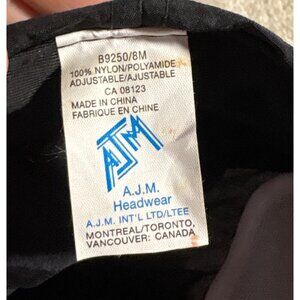 B9250/8M
100% NYLON/POLYAMIDE
ADJUSTABLE/AJUSTABLE
CA 08123
MADE IN CHINA
FABRIQUE EN CHINE
AJM
A.J.M.
Headwear
A.J.M. INT'L LTD/LTEE
MONTREAL/TORONTO,
VANCOUVER: CANADA